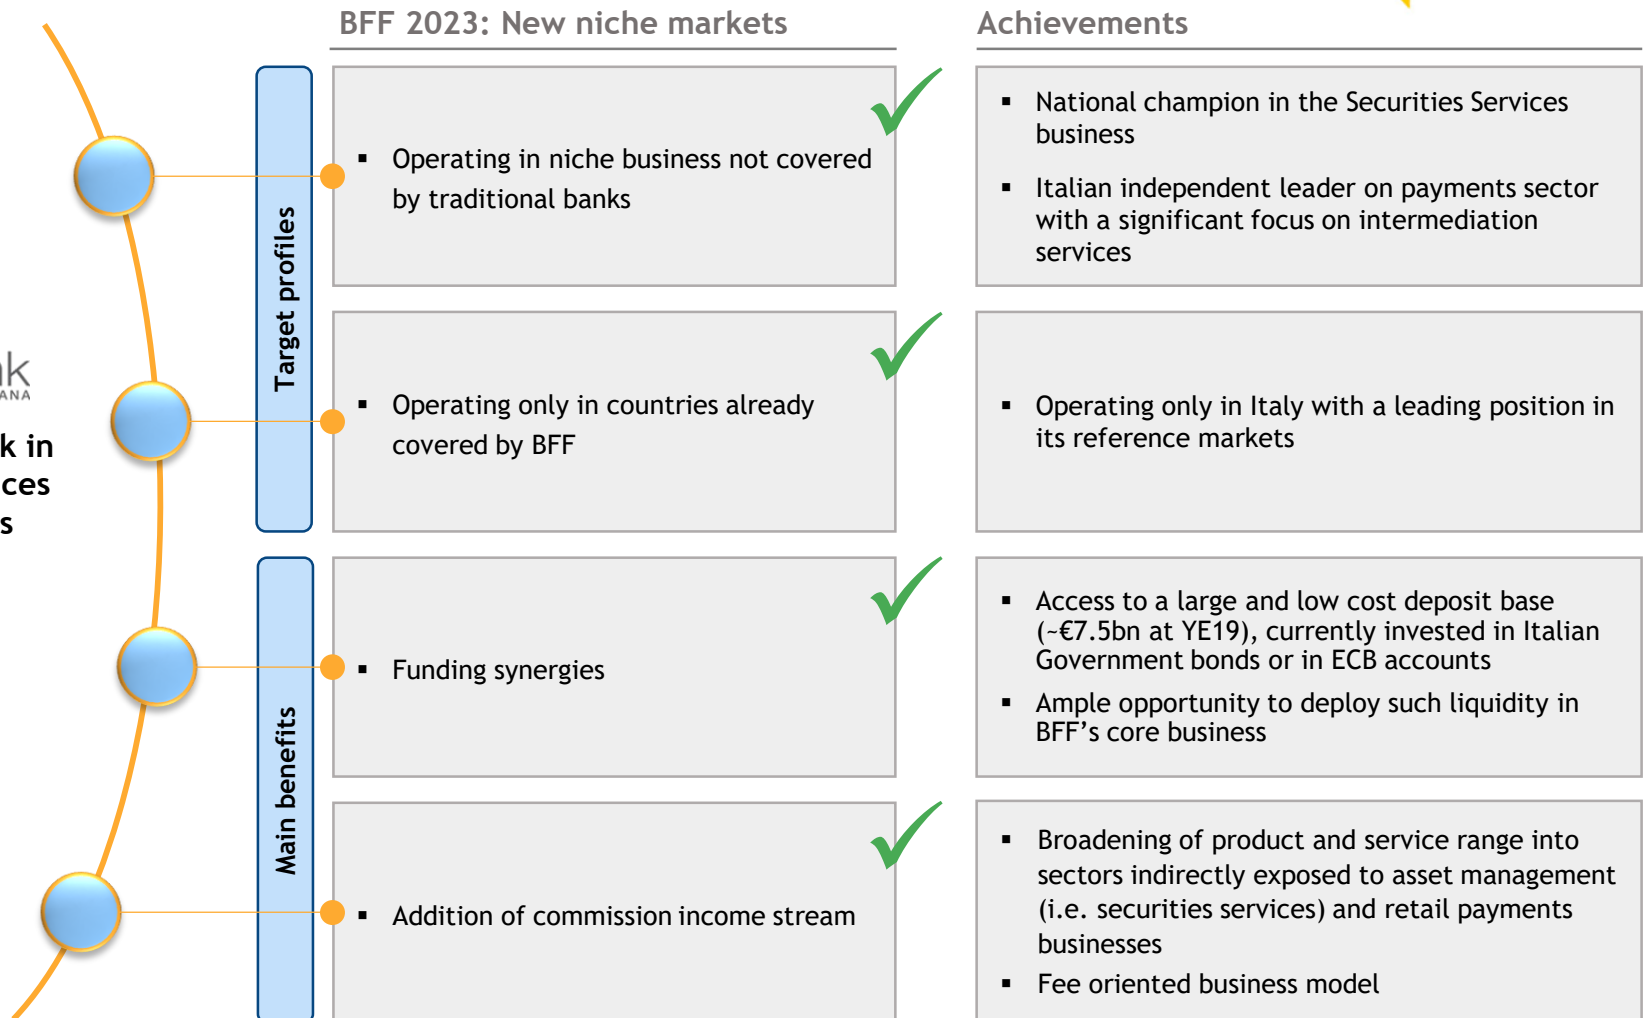 BFF 2023: New niche markets
Achievements
Target profiles
▪ Operating in niche business not covered
by traditional banks
▪ National champion in the Securities Services
business
▪ Italian independent leader on payments sector
with a significant focus on intermediation
services
▪ Operating only in countries already
covered by BFF
▪ Operating only in Italy with a leading position in
its reference markets
k in
Main benefits
▪ Funding synergies
▪ Access to a large and low cost deposit base
(~€7.5bn at YE19), currently invested in Italian
Government bonds or in ECB accounts
▪ Ample opportunity to deploy such liquidity in
BFF’s core business
▪ Addition of commission income stream
▪ Broadening of product and service range into
sectors indirectly exposed to asset management
(i.e. securities services) and retail payments
businesses
▪ Fee oriented business model